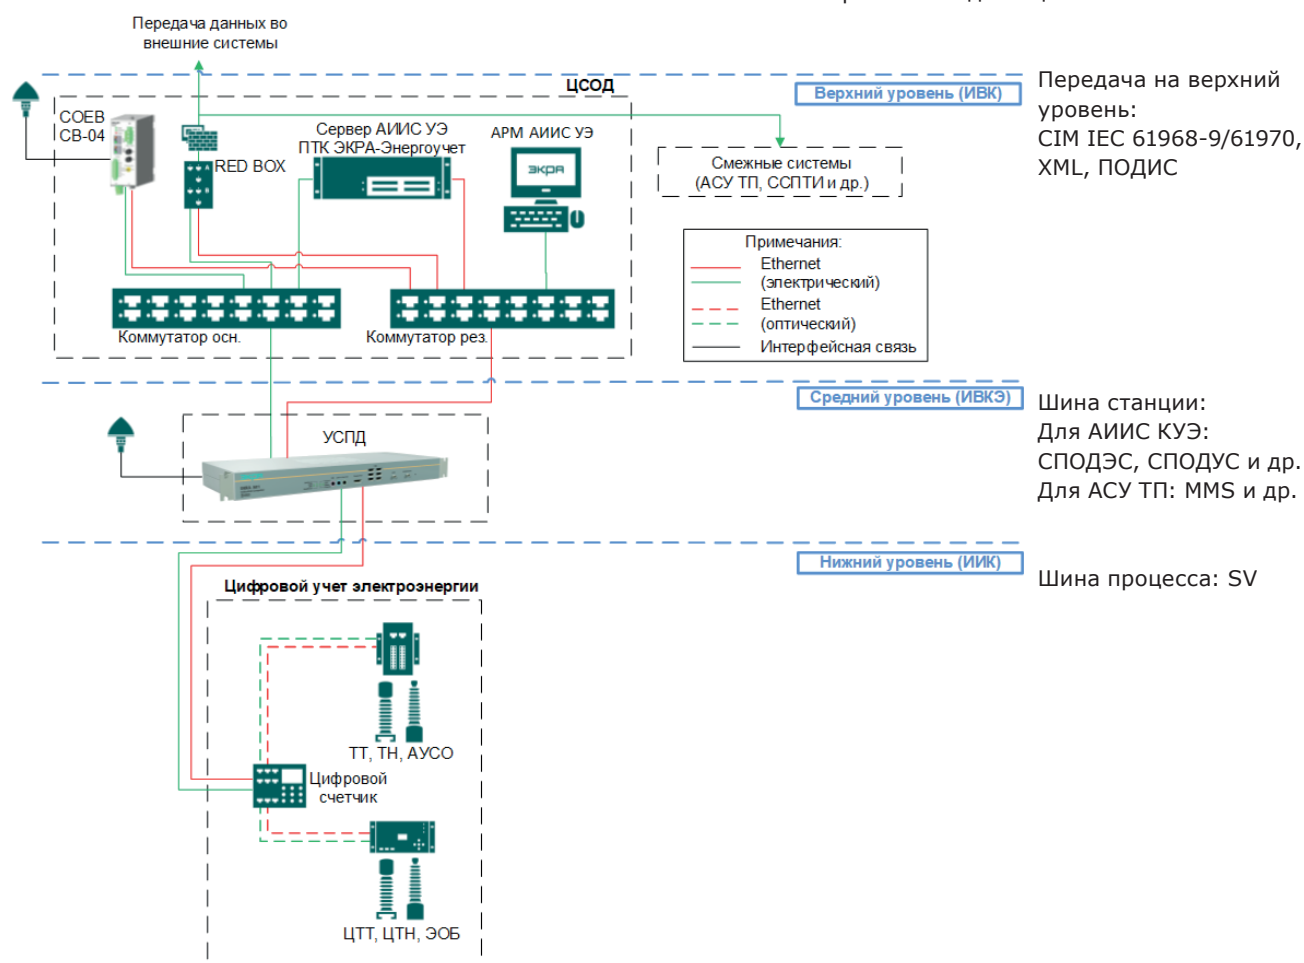 Передача данных во
внешние системы
ЦСОД
Верхний уровень (ИВК)
Передача на верхний
уровень:
CIM IEC 61968-9/61970,
XML, ПОДИС
СОЕВ
СВ-04
RED BOX
A
B
Сервер АИИС УЭ
ПТК ЭКРА-Энергоучет
АРМ АИИС УЭ
ЭКРА
Смежные системы
(АСУ ТП, ССПТИ и др.)
Примечания:
Ethernet
(электрический)
Ethernet
(оптический)
Интерфейсная связь
Коммутатор осн.
Коммутатор рез.
Средний уровень (ИВКЭ)
Шина станции:
Для АИИС КУЭ:
СПОДЭС, СПОДУС и др.
Для АСУ ТП: MMS и др.
УСПД
Нижний уровень (ИИК)
Шина процесса: SV
Цифровой учет электроэнергии
ТТ, ТН, АУСО
Цифровой
счетчик
ЦТТ, ЦТН, ЭОБ